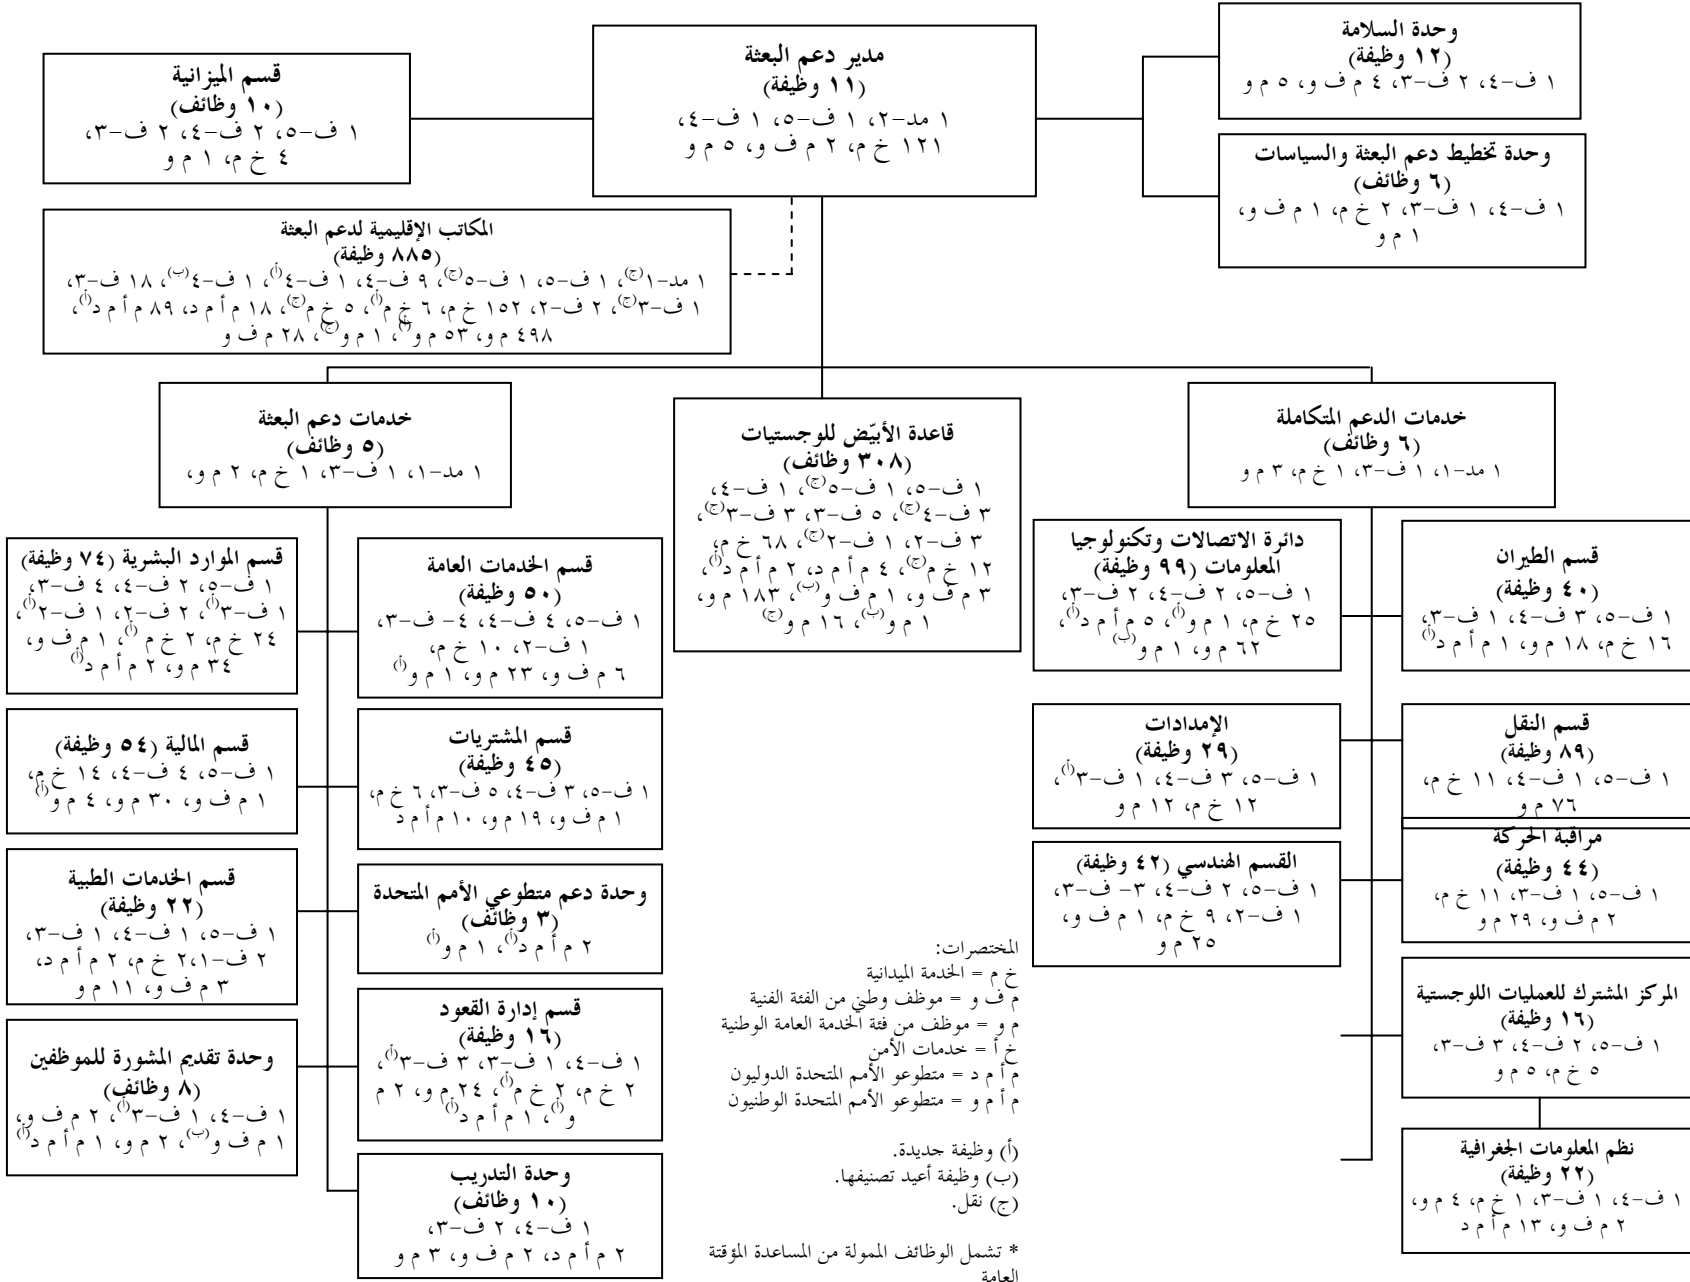 وحدة السلامة
(١٢ وظيفة)
١ ف-٤، ٢ ف-٣، ٤ م ف و، ٥ م و
مدير دعم البعثة
(١١ وظيفة)
١ مد-٢، ١ ف-٥، ١ ف-٤،
١٢١ خ م، ٢ م ف و، ٥ م و
قسم الميزانية
(١٠ وظائف)
١ ف-٥، ٢ ف-٤، ٢ ف-٣،
٤ خ م، ١ م و
وحدة تخطيط دعم البعثة والسياسات
(٦ وظائف)
١ ف-٤، ١ ف-٣، ٢ خ م، ١ م ف و،
١ م و
المكاتب الإقليمية لدعم البعثة
(٨٨٥ وظيفة)
١ مد-١(ج)، ١ ف-٥، ١ ف-٥(ج)، ٩ ف-٤، ١ ف-٤(أ)، ١ ف-٤(ب)، ١٨ ف-٣،
١ ف-٣(ج)، ٢ ف-٢، ١٥٢ خ م، ٦ خ م(أ)، ٥ خ م(ج)، ١٨ م أ م د، ٨٩ م أ م د(أ)،
٤٩٨ م و، ٥٣ م و(أ)، ١ م و(ج)، ٢٨ م ف و
خدمات دعم البعثة
(٥ وظائف)
١ مد-١، ١ ف-٣، ١ خ م، ٢ م و،
قاعدة الأبيّض للوجستيات
(٣٠٨ وظائف)
١ ف-٥، ١ ف-٥(ج)، ١ ف-٤،
٣ ف-٤(ج)، ٥ ف-٣، ٣ ف-٣(ج)،
٣ ف-٢، ١ ف-٢(ج)، ٦٨ خ م،
١٢ خ م(ج)، ٤ م أ م د، ٢ م أ م د(أ)،
٣ م ف و، ١ م ف و(ب)، ١٨٣ م و،
١ م و(ب)، ١٦ م و(ج)
خدمات الدعم المتكاملة
(٦ وظائف)
١ مد-١، ١ ف-٣، ١ خ م، ٣ م و
قسم الطيران
(٤٠ وظيفة)
١ ف-٥، ٣ ف-٤، ١ ف-٣،
١٦ خ م، ١٨ م و، ١ م أ م د(أ)
دائرة الاتصالات وتكنولوجيا
المعلومات (٩٩ وظيفة)
١ ف-٥، ٢ ف-٤، ٢ ف-٣،
٢٥ خ م، ١ م و(أ)، ٥ م أ م د(أ)،
٦٢ م و، ١ م و(ب)
قسم الخدمات العامة
(٥٠ وظيفة)
١ ف-٥، ٤ ف-٤، ٤- ف-٣،
١ ف-٢، ١٠ خ م،
٦ م ف و، ٢٣ م و، ١ م و(أ)
قسم الموارد البشرية (٧٤ وظيفة)
١ ف-٥، ٢ ف-٤، ٤ ف-٣،
١ ف-٣(أ)، ٢ ف-٢، ١ ف-٢(أ)،
٢٤ خ م، ٢ خ م (أ)، ١ م ف و،
٣٤ م و، ٢ م أ م د(أ)
قسم النقل
(٨٩ وظيفة)
١ ف-٥، ١ ف-٤، ١١ خ م،
٧٦ م و
الإمدادات
(٢٩ وظيفة)
١ ف-٥، ٣ ف-٤، ١ ف-٣(أ)،
١٢ خ م، ١٢ م و
قسم المشتريات
(٤٥ وظيفة)
١ ف-٥، ٣ ف-٤، ٥ ف-٣، ٦ خ م،
١ م ف و، ١٩ م و، ١٠ م أ م د
قسم المالية (٥٤ وظيفة)
١ ف-٥، ٤ ف-٤، ١٤ خ م،
١ م ف و، ٣٠ م و، ٤ م و(أ)
مراقبة الحركة
(٤٤ وظيفة)
١ ف-٥، ١ ف-٣، ١١ خ م،
٢ م ف و، ٢٩ م و
القسم الهندسي (٤٢ وظيفة)
١ ف-٥، ٢ ف-٤، ٣- ف-٣،
١ ف-٢، ٩ خ م، ١ م ف و،
٢٥ م و
وحدة دعم متطوعي الأمم المتحدة
(٣ وظائف)
٢ م أ م د(أ)، ١ م و(أ)
قسم الخدمات الطبية
(٢٢ وظيفة)
١ ف-٥، ١ ف-٤، ١ ف-٣،
٢ ف-٢،١ خ م، ٢ م أ م د،
٣ م ف و، ١١ م و
المركز المشترك للعمليات اللوجستية
(١٦ وظيفة)
١ ف-٥، ٢ ف-٤، ٣ ف-٣،
٥ خ م، ٥ م و
قسم إدارة العقود
(١٦ وظيفة)
١ ف-٤، ١ ف-٣، ٣ ف-٣(أ)،
٢ خ م، ٢ خ م(أ)، ٢٤ م و، ٢ م
و(أ)، ١ م أ م د(أ)
وحدة تقديم المشورة للموظفين
(٨ وظائف)
١ ف-٤، ١ ف-٣(أ)، ٢ م ف و،
١ م ف و(ب)، ٢ م و، ١ م أ م د(أ)
نظم المعلومات الجغرافية
(٢٢ وظيفة)
١ ف-٤، ١ ف-٣، ١ خ م، ٤ م و،
٢ م ف و، ١٣ م أ م د
وحدة التدريب
(١٠ وظائف)
١ ف-٤، ٢ ف-٣،
٢ م أ م د، ٢ م ف و، ٣ م و
المختصرات:
خ م = الخدمة الميدانية
م ف و = موظف وطني من الفئة الفنية
م و = موظف من فئة الخدمة العامة الوطنية
خ أ = خدمات الأمن
م أ م د = متطوعو الأمم المتحدة الدوليون
م أ م و = متطوعو الأمم المتحدة الوطنيون
(أ) وظيفة جديدة.
(ب) وظيفة أعيد تصنيفها.
(ج) نقل.
* تشمل الوظائف الممولة من المساعدة المؤقتة
العامة